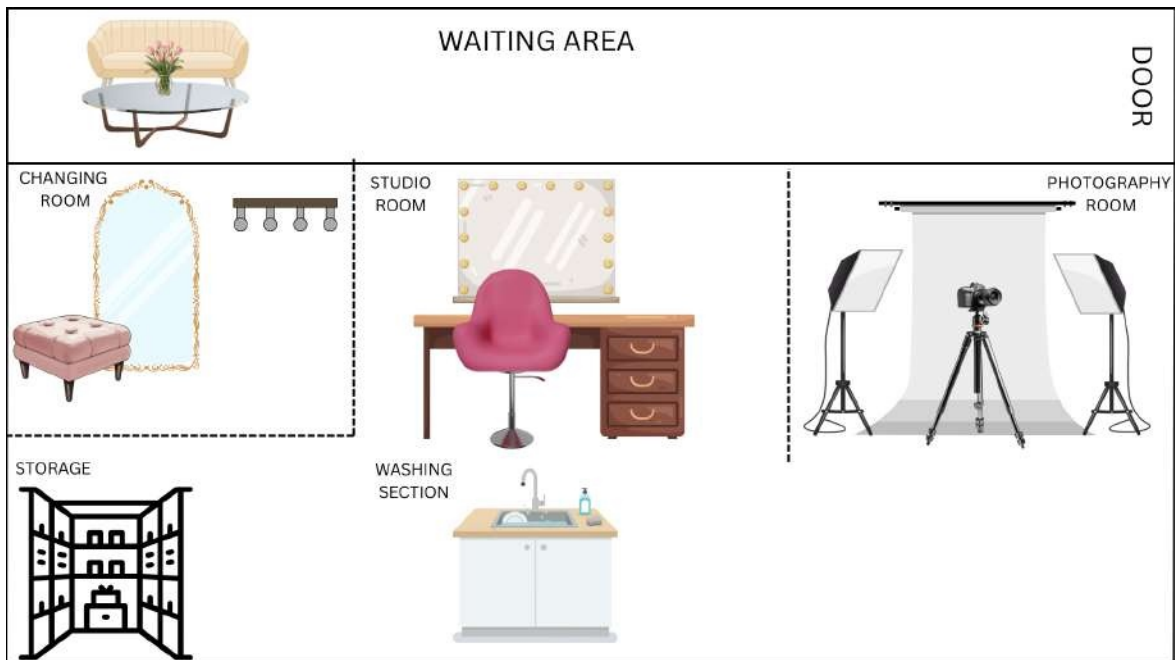 WAITING AREA
DOOR
CHANGING
ROOM
STUDIO
ROOM
PHOTOGRAPHY
ROOM
STORAGE
WASHING
SECTION